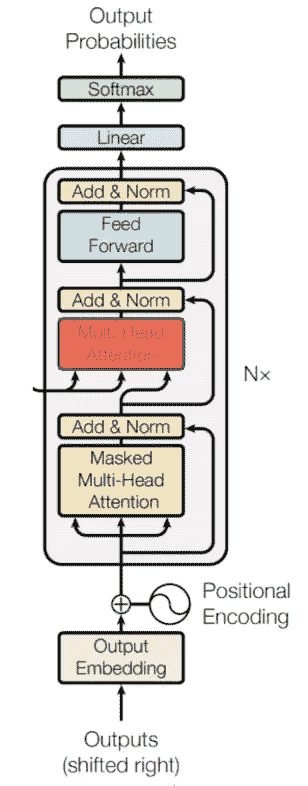 Output
Probabilities
Softmax
Linear
Add & Norm
Feed
Forward
Add & Norm
Multi-Head
Attention
N×
Add & Norm
Masked
Multi-Head
Attention
Positional
Encoding
Output
Embedding
Outputs
(shifted right)